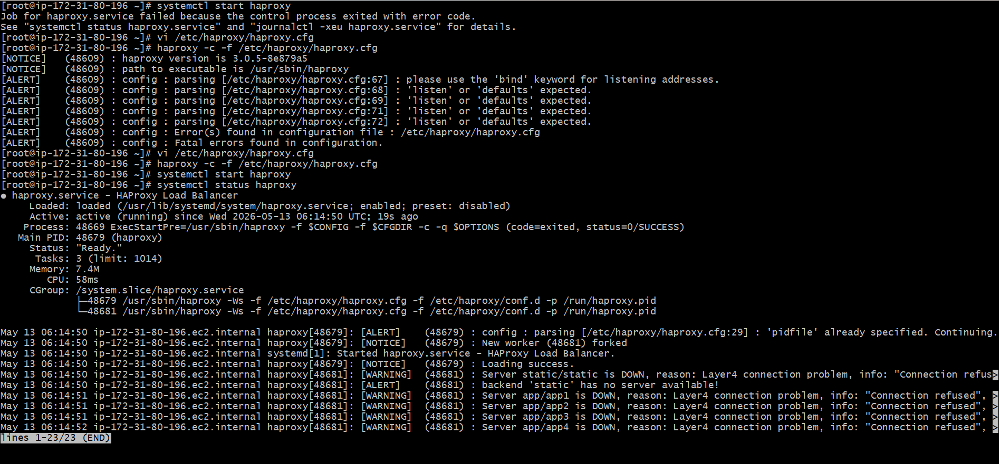 [root@ip-172-31-80-196 ~]# systemctl start haproxy
Job for haproxy.service failed because the control process exited with error code.
See "systemctl status haproxy.service" and "journalctl -xeu haproxy.service" for details.
[root@ip-172-31-80-196 ~]# vi /etc/haproxy/haproxy.cfg
[root@ip-172-31-80-196 ~]# haproxy -c -f /etc/haproxy/haproxy.cfg
[NOTICE]   (48609) : haproxy version is 3.0.5-8e879a5
[NOTICE]   (48609) : path to executable is /usr/sbin/haproxy
[ALERT]    (48609) : config : parsing [/etc/haproxy/haproxy.cfg:67] : please use the 'bind' keyword for listening addresses.
[ALERT]    (48609) : config : parsing [/etc/haproxy/haproxy.cfg:68] : 'listen' or 'defaults' expected.
[ALERT]    (48609) : config : parsing [/etc/haproxy/haproxy.cfg:69] : 'listen' or 'defaults' expected.
[ALERT]    (48609) : config : parsing [/etc/haproxy/haproxy.cfg:71] : 'listen' or 'defaults' expected.
[ALERT]    (48609) : config : parsing [/etc/haproxy/haproxy.cfg:72] : 'listen' or 'defaults' expected.
[ALERT]    (48609) : config : Error(s) found in configuration file : /etc/haproxy/haproxy.cfg
[ALERT]    (48609) : config : Fatal errors found in configuration.
[root@ip-172-31-80-196 ~]# vi /etc/haproxy/haproxy.cfg
[root@ip-172-31-80-196 ~]# haproxy -c -f /etc/haproxy/haproxy.cfg
[root@ip-172-31-80-196 ~]# systemctl start haproxy
[root@ip-172-31-80-196 ~]# systemctl status haproxy
● haproxy.service - HAProxy Load Balancer
     Loaded: loaded (/usr/lib/systemd/system/haproxy.service; enabled; preset: disabled)
     Active: active (running) since Wed 2026-05-13 06:14:50 UTC; 19s ago
    Process: 48669 ExecStartPre=/usr/sbin/haproxy -f $CONFIG -f $CFGDIR -c -q $OPTIONS (code=exited, status=0/SUCCESS)
   Main PID: 48679 (haproxy)
     Status: "Ready."
      Tasks: 3 (limit: 1014)
     Memory: 7.4M
        CPU: 58ms
     CGroup: /system.slice/haproxy.service
             ├─48679 /usr/sbin/haproxy -Ws -f /etc/haproxy/haproxy.cfg -f /etc/haproxy/conf.d -p /run/haproxy.pid
             └─48681 /usr/sbin/haproxy -Ws -f /etc/haproxy/haproxy.cfg -f /etc/haproxy/conf.d -p /run/haproxy.pid
May 13 06:14:50 ip-172-31-80-196.ec2.internal haproxy[48679]: [ALERT]    (48679) : config : parsing [/etc/haproxy/haproxy.cfg:29] : 'pidfile' already specified. Continuing.
May 13 06:14:50 ip-172-31-80-196.ec2.internal haproxy[48679]: [NOTICE]   (48679) : New worker (48681) forked
May 13 06:14:50 ip-172-31-80-196.ec2.internal systemd[1]: Started haproxy.service - HAProxy Load Balancer.
May 13 06:14:50 ip-172-31-80-196.ec2.internal haproxy[48679]: [NOTICE]   (48679) : Loading success.
May 13 06:14:50 ip-172-31-80-196.ec2.internal haproxy[48681]: [WARNING]  (48681) : Server static/static is DOWN, reason: Layer4 connection problem, info: "Connection refus>
May 13 06:14:50 ip-172-31-80-196.ec2.internal haproxy[48681]: [ALERT]    (48681) : backend 'static' has no server available!
May 13 06:14:51 ip-172-31-80-196.ec2.internal haproxy[48681]: [WARNING]  (48681) : Server app/app1 is DOWN, reason: Layer4 connection problem, info: "Connection refused", >
May 13 06:14:51 ip-172-31-80-196.ec2.internal haproxy[48681]: [WARNING]  (48681) : Server app/app2 is DOWN, reason: Layer4 connection problem, info: "Connection refused", >
May 13 06:14:51 ip-172-31-80-196.ec2.internal haproxy[48681]: [WARNING]  (48681) : Server app/app3 is DOWN, reason: Layer4 connection problem, info: "Connection refused", >
May 13 06:14:52 ip-172-31-80-196.ec2.internal haproxy[48681]: [WARNING]  (48681) : Server app/app4 is DOWN, reason: Layer4 connection problem, info: "Connection refused", >
lines 1-23/23 (END)